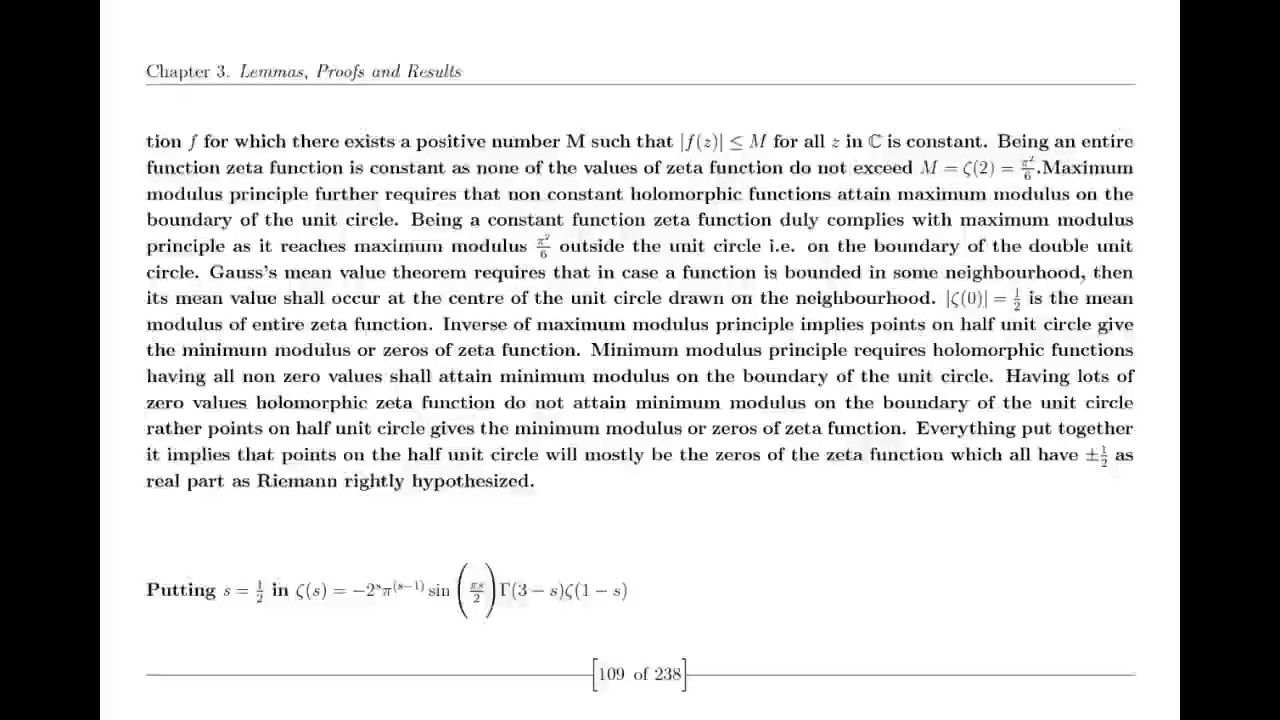 Chapter 3. Lemmas, Proofs and Results
tion f for which there exists a positive number M such that |f(z)| ≤ M for all z in ℂ is constant. Being an entire
function zeta function is constant as none of the values of zeta function do not exceed M = ζ(2) = π²/6.Maximum
modulus principle further requires that non constant holomorphic functions attain maximum modulus on the
boundary of the unit circle. Being a constant function zeta function duly complies with maximum modulus
principle as it reaches maximum modulus π²/6 outside the unit circle i.e. on the boundary of the double unit
circle. Gauss's mean value theorem requires that in case a function is bounded in some neighbourhood, then
its mean value shall occur at the centre of the unit circle drawn on the neighbourhood. |ζ(0)| = 1/2 is the mean
modulus of entire zeta function. Inverse of maximum modulus principle implies points on half unit circle give
the minimum modulus or zeros of zeta function. Minimum modulus principle requires holomorphic functions
having all non zero values shall attain minimum modulus on the boundary of the unit circle. Having lots of
zero values holomorphic zeta function do not attain minimum modulus on the boundary of the unit circle
rather points on half unit circle gives the minimum modulus or zeros of zeta function. Everything put together
it implies that points on the half unit circle will mostly be the zeros of the zeta function which all have ±1/2 as
real part as Riemann rightly hypothesized.
Putting s = 1/2 in ζ(s) = −2^sπ^(s−1) sin(πs/2)Γ(3 − s)ζ(1 − s)
[109 of 238]